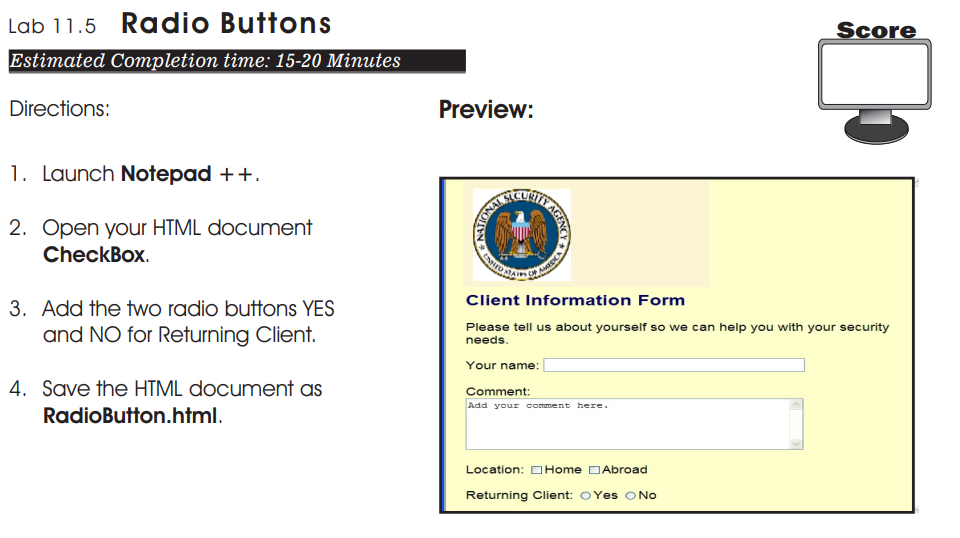 Lab 11.5 Radio Buttons
Score
Estimated Completion time: 15-20 Minutes
Directions:
1. Launch Notepad ++.
2. Open your HTML document
CheckBox.
3. Add the two radio buttons YES
and NO for Returning Client.
4. Save the HTML document as
RadioButton.html.
Preview:
NATIONAL SECURITY AGENCY
UNITED STATES OF AMERICA
Client Information Form
Please tell us about yourself so we can help you with your security
needs.
Your name:
Comment:
Add your comment here.
Location: Home Abroad
Returning Client: Yes No